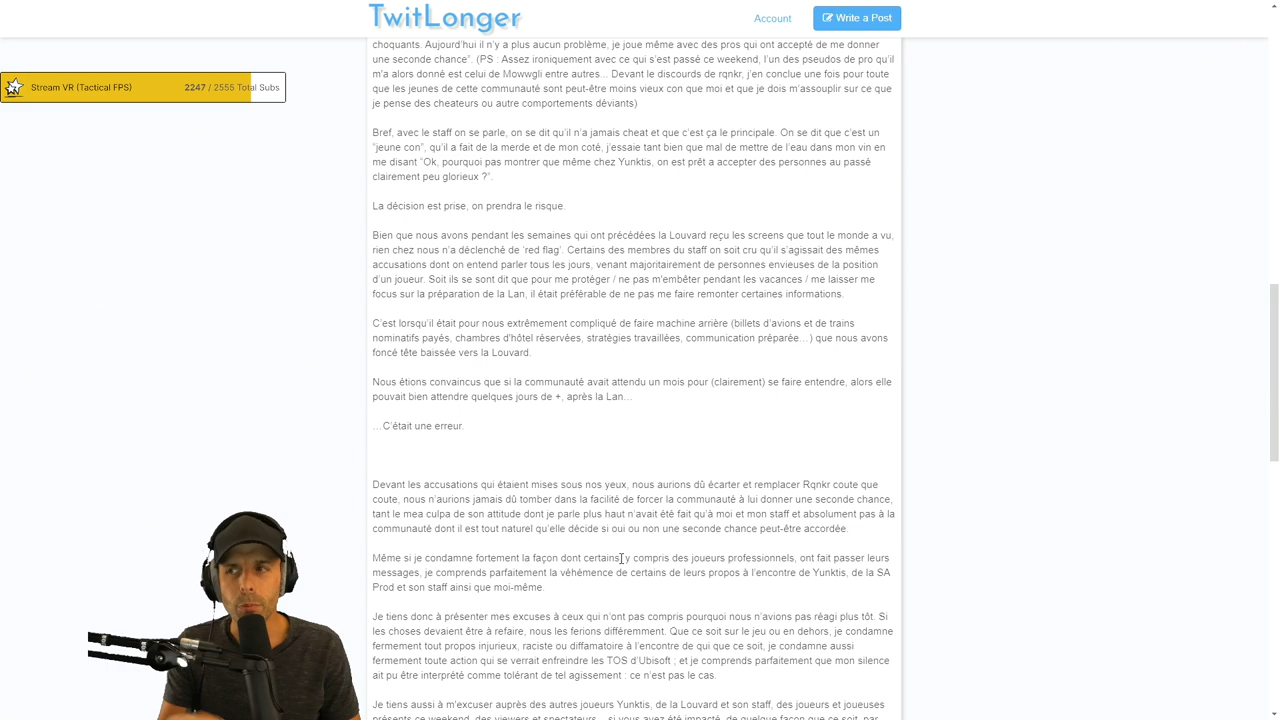 TwitLonger
Account
Write a Post
Stream VR (Tactical FPS) 2247 / 2555 Total Subs
choquants. Aujourd'hui il n'y a plus aucun problème, je joue même avec des pros qui ont accepté de me donner
une seconde chance". (PS : Assez ironiquement avec ce qui s'est passé ce weekend, l'un des pseudos de pro qu'il
m'a alors donné est celui de Mowwgli entre autres... Devant le discourds de rqnkr, j'en conclue une fois pour toute
que les jeunes de cette communauté sont peut-être moins vieux con que moi et que je dois m'assouplir sur ce que
je pense des cheateurs ou autre comportements déviants)
Bref, avec le staff on se parle, on se dit qu'il n'a jamais cheat et que c'est ça le principale. On se dit que c'est un
"jeune con", qu'il a fait de la merde et de mon coté, j'essaie tant bien que mal de mettre de l'eau dans mon vin en
me disant "Ok, pourquoi pas montrer que même chez Yunktis, on est prêt a accepter des personnes au passé
clairement peu glorieux ?".
La décision est prise, on prendra le risque.
Bien que nous avons pendant les semaines qui ont précédées la Louvard reçu les screens que tout le monde a vu,
rien chez nous n'a déclenché de 'red flag'. Certains des membres du staff on soit cru qu'il s'agissait des mêmes
accusations dont on entend parler tous les jours, venant majoritairement de personnes envieuses de la position
d'un joueur. Soit ils se sont dit que pour me protéger / ne pas m'embêter pendant les vacances / me laisser me
focus sur la préparation de la Lan, il était préférable de ne pas me faire remonter certaines informations.
C'est lorsqu'il était pour nous extrêmement compliqué de faire machine arrière (billets d'avions et de trains
nominatifs payés, chambres d'hôtel réservées, stratégies travaillées, communication préparée…) que nous avons
foncé tête baissée vers la Louvard.
Nous étions convaincus que si la communauté avait attendu un mois pour (clairement) se faire entendre, alors elle
pouvait bien attendre quelques jours de +, après la Lan…
…C'était une erreur.
Devant les accusations qui étaient mises sous nos yeux, nous aurions dû écarter et remplacer Rqnkr coute que
coute, nous n'aurions jamais dû tomber dans la facilité de forcer la communauté à lui donner une seconde chance,
tant le mea culpa de son attitude dont je parle plus haut n'avait été fait qu'à moi et mon staff et absolument pas à la
communauté dont il est tout naturel qu'elle décide si oui ou non une seconde chance peut-être accordée.
Même si je condamne fortement la façon dont certains, y compris des joueurs professionnels, ont fait passer leurs
messages, je comprends parfaitement la véhémence de certains de leurs propos à l'encontre de Yunktis, de la SA
Prod et son staff ainsi que moi-même.
Je tiens donc à présenter mes excuses à ceux qui n'ont pas compris pourquoi nous n'avions pas réagi plus tôt. Si
les choses devaient être à refaire, nous les ferions différemment. Que ce soit sur le jeu ou en dehors, je condamne
fermement tout propos injurieux, raciste ou diffamatoire à l'encontre de qui que ce soit, je condamne aussi
fermement toute action qui se verrait enfreindre les TOS d'Ubisoft ; et je comprends parfaitement que mon silence
ait pu être interprété comme tolérant de tel agissement : ce n'est pas le cas.
Je tiens aussi à m'excuser auprès des autres joueurs Yunktis, de la Louvard et son staff, des joueurs et joueuses
présents ce weekend, des viewers et spectateurs… si vous avez été impacté, de quelque façon que ce soit, par